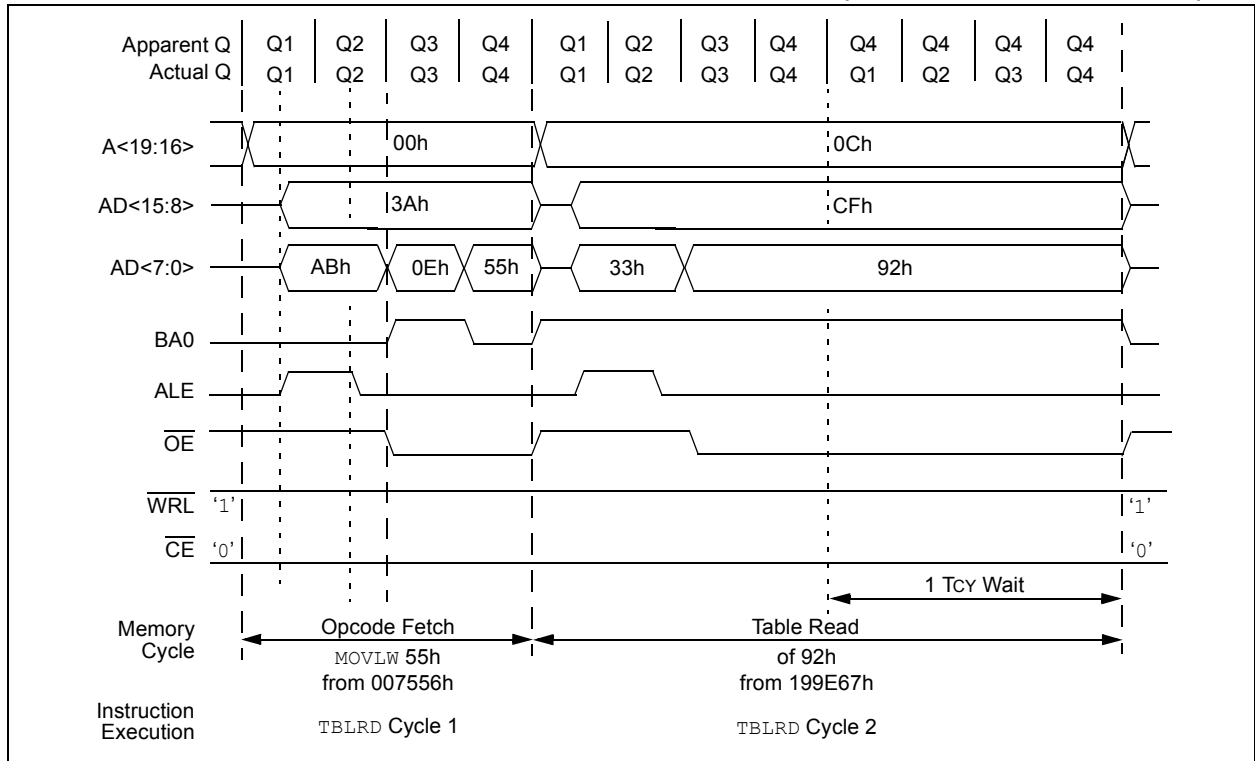 Apparent Q Q1 Q2 Q3 Q4 Q1 Q2 Q3 Q4 Q4 Q4 Q4 Q4
Actual Q Q1 Q2 Q3 Q4 Q1 Q2 Q3 Q4 Q1 Q2 Q3 Q4
A<19:16> 00h 0Ch
AD<15:8> 3Ah CFh
AD<7:0> ABh 0Eh 55h 33h 92h
BA0
ALE
OE
WRL '1' '1'
CE '0' '0'
1 TCY Wait
Memory Cycle Opcode Fetch Table Read
MOVLW 55h of 92h
from 007556h from 199E67h
Instruction Execution TBLRD Cycle 1 TBLRD Cycle 2